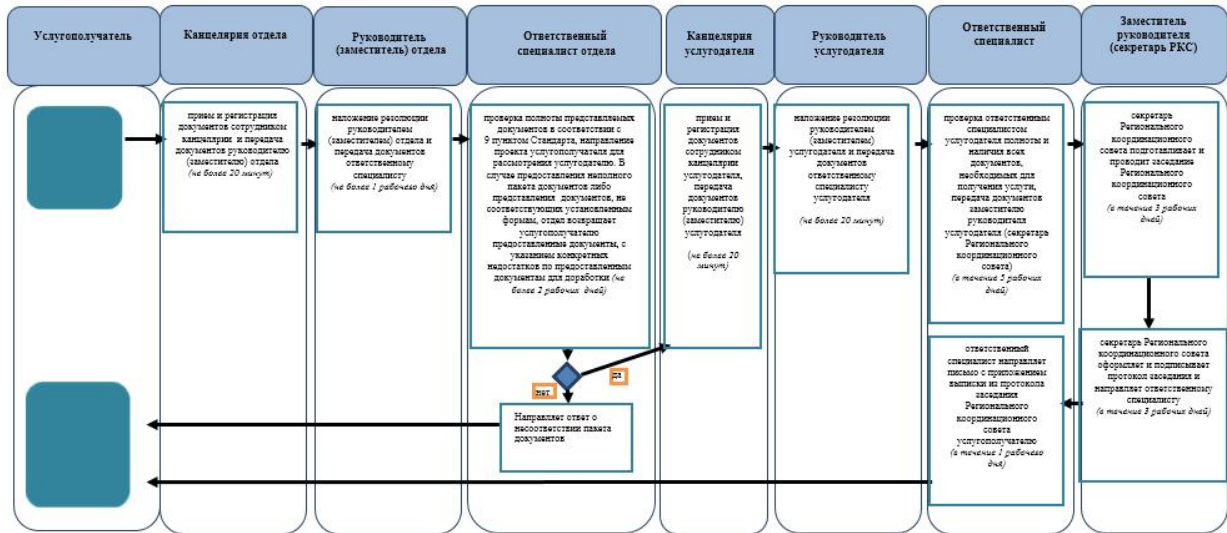 Услугополучатель
Канцелярия отдела
Руководитель
(заместитель) отдела
Ответственный
специалист отдела
Канцелярия
услугодателя
Руководитель
услугодателя
Ответственный
специалист
Заместитель
руководителя
(секретарь РКС)
прием и регистрация
документов сотрудником
канцелярии и передача
документов руководителю
(заместителю) отдела
(не более 20 минут)
наложение резолюции
руководителем
(заместителем) отдела и
передача документов
ответственному
специалисту
(не более 1 рабочего дня)
проверка полноты представляемых
документов в соответствии с
9 пунктом Стандарта, направление
проекта услугополучателя для
рассмотрения услугодателю. В
случае предоставления неполного
пакета документов либо
представления документов, не
соответствующих установленным
формам, отдел возвращает
услугополучателю
предоставленные документы, с
указанием конкретных
недостатков по предоставленным
документам для доработки (не
более 2 рабочих дней)
прием и
регистрация
документов
сотрудником
канцелярии
услугодателя,
передача
документов
руководителю
(заместителю)
услугодателя
(не более 20
минут)
наложение резолюции
руководителем
(заместителем)
услугодателя и передача
документов
ответственному
специалисту
услугодателя
(не более 20 минут)
проверка ответственным
специалистом
услугодателя полноты и
наличия всех
документов,
необходимых для
получения услуги,
передача документов
заместителю
руководителя
услугодателя (секретарь
Регионального
координационного
совета)
(в течение 5 рабочих
дней)
секретарь
Регионального
координационного
совета подготавливает и
проводит заседание
Регионального
координационного
совета
(в течение 3 рабочих
дней)
секретарь Регионального
координационного совета
оформляет и подписывает
протокол заседания и
направляет ответственному
специалисту
(в течение 3 рабочих дней)
ответственный
специалист направляет
письмо с приложением
выписки из протокола
заседания
Регионального
координационного
совета
услугополучателю
(в течение 1 рабочего
дня)
да
нет
Направляет ответ о
несоответствии пакета
документов